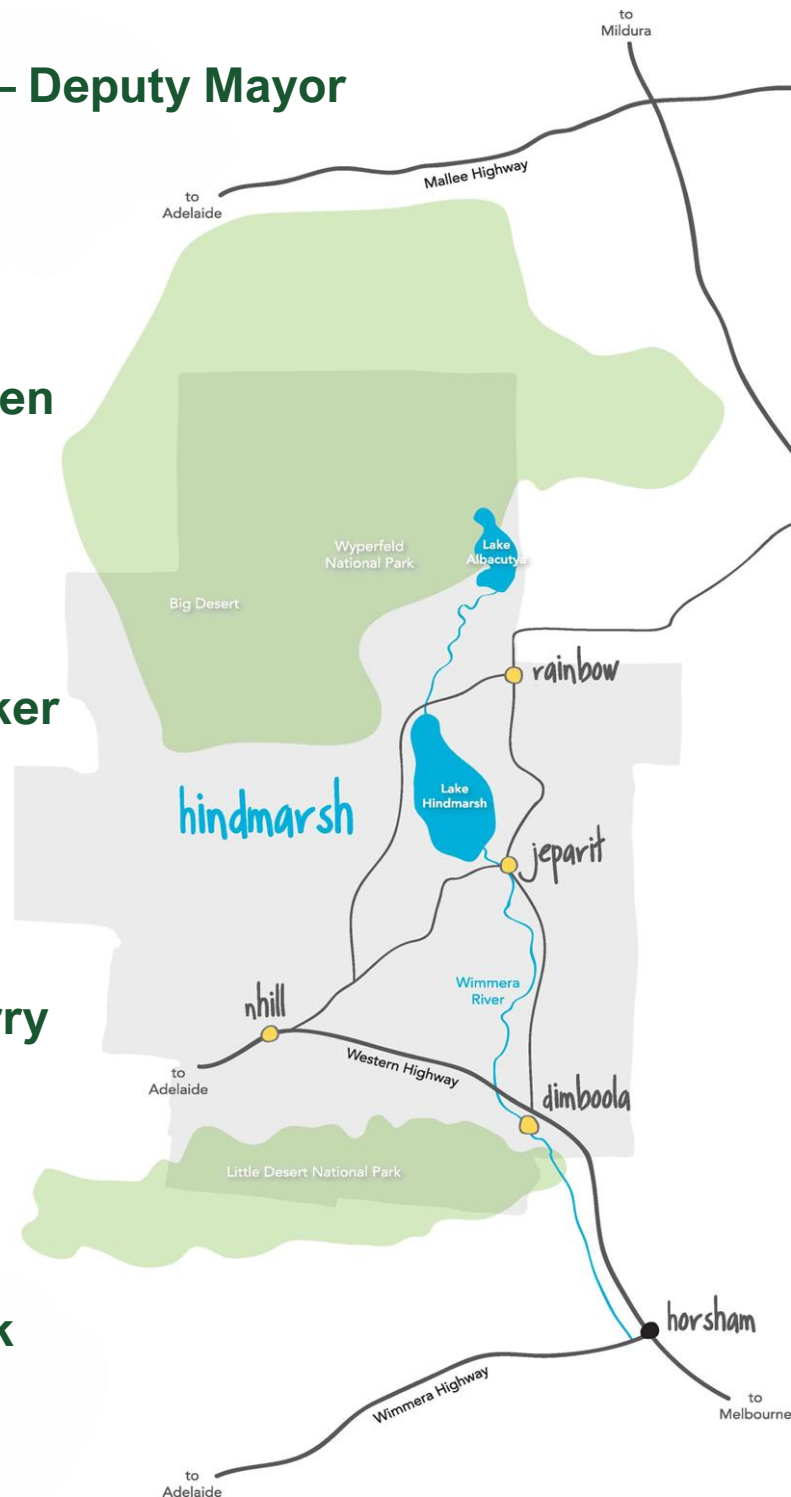 to
Mildura
– Deputy Mayor
Mallee Highway
to
Adelaide
en
Wyperfeld
National Park
Lake
Albacutya
Big Desert
rainbow
ker
Lake
Hindmarsh
hindmarsh
jeparit
Wimmera
River
nhill
rry
Western Highway
to
Adelaide
dimboola
Little Desert National Park
k
horsham
Wimmera Highway
to
Melbourne
to
Adelaide